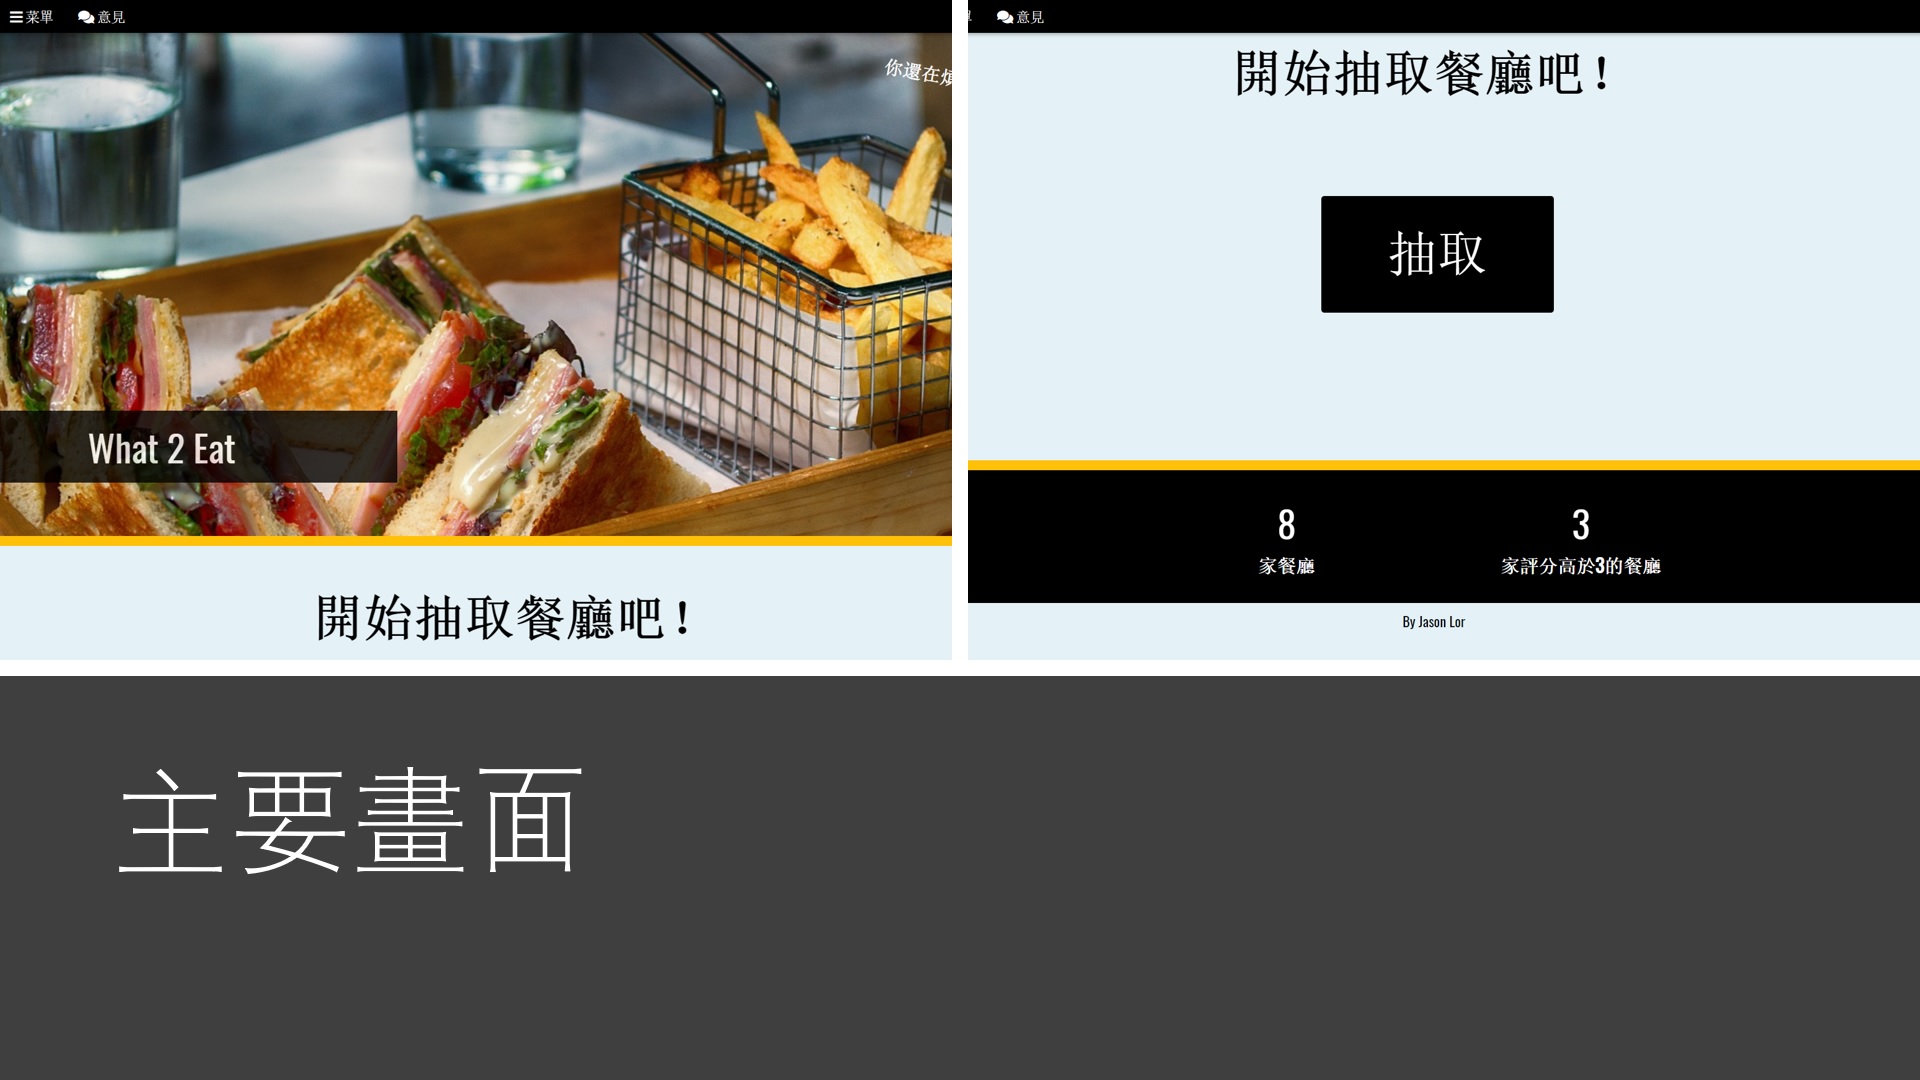 菜單 意見
你還在
What 2 Eat
開始抽取餐廳吧！
意見
開始抽取餐廳吧！
抽取
8
家餐廳
3
家評分高於3的餐廳
By Jason Lor
主要畫面